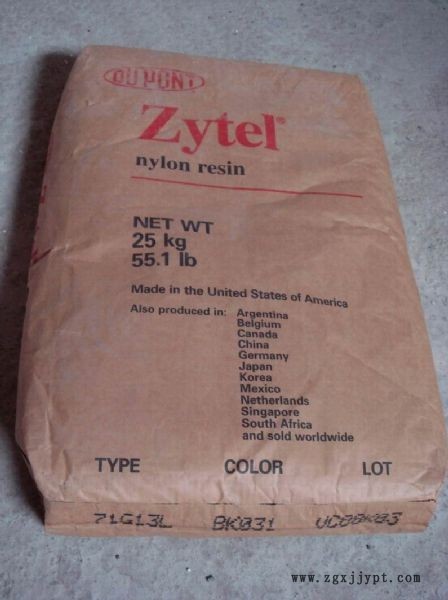 DU PONT
Zytel®
nylon resin
NET WT
25 kg
55.1 lb
Made in the United States of America
Also produced in: Argentina
Belgium
Canada
China
Germany
Japan
Korea
Mexico
Netherlands
Singapore
South Africa
and sold worldwide
TYPE COLOR LOT
71G13L BK031
www.zgxjjypt.com